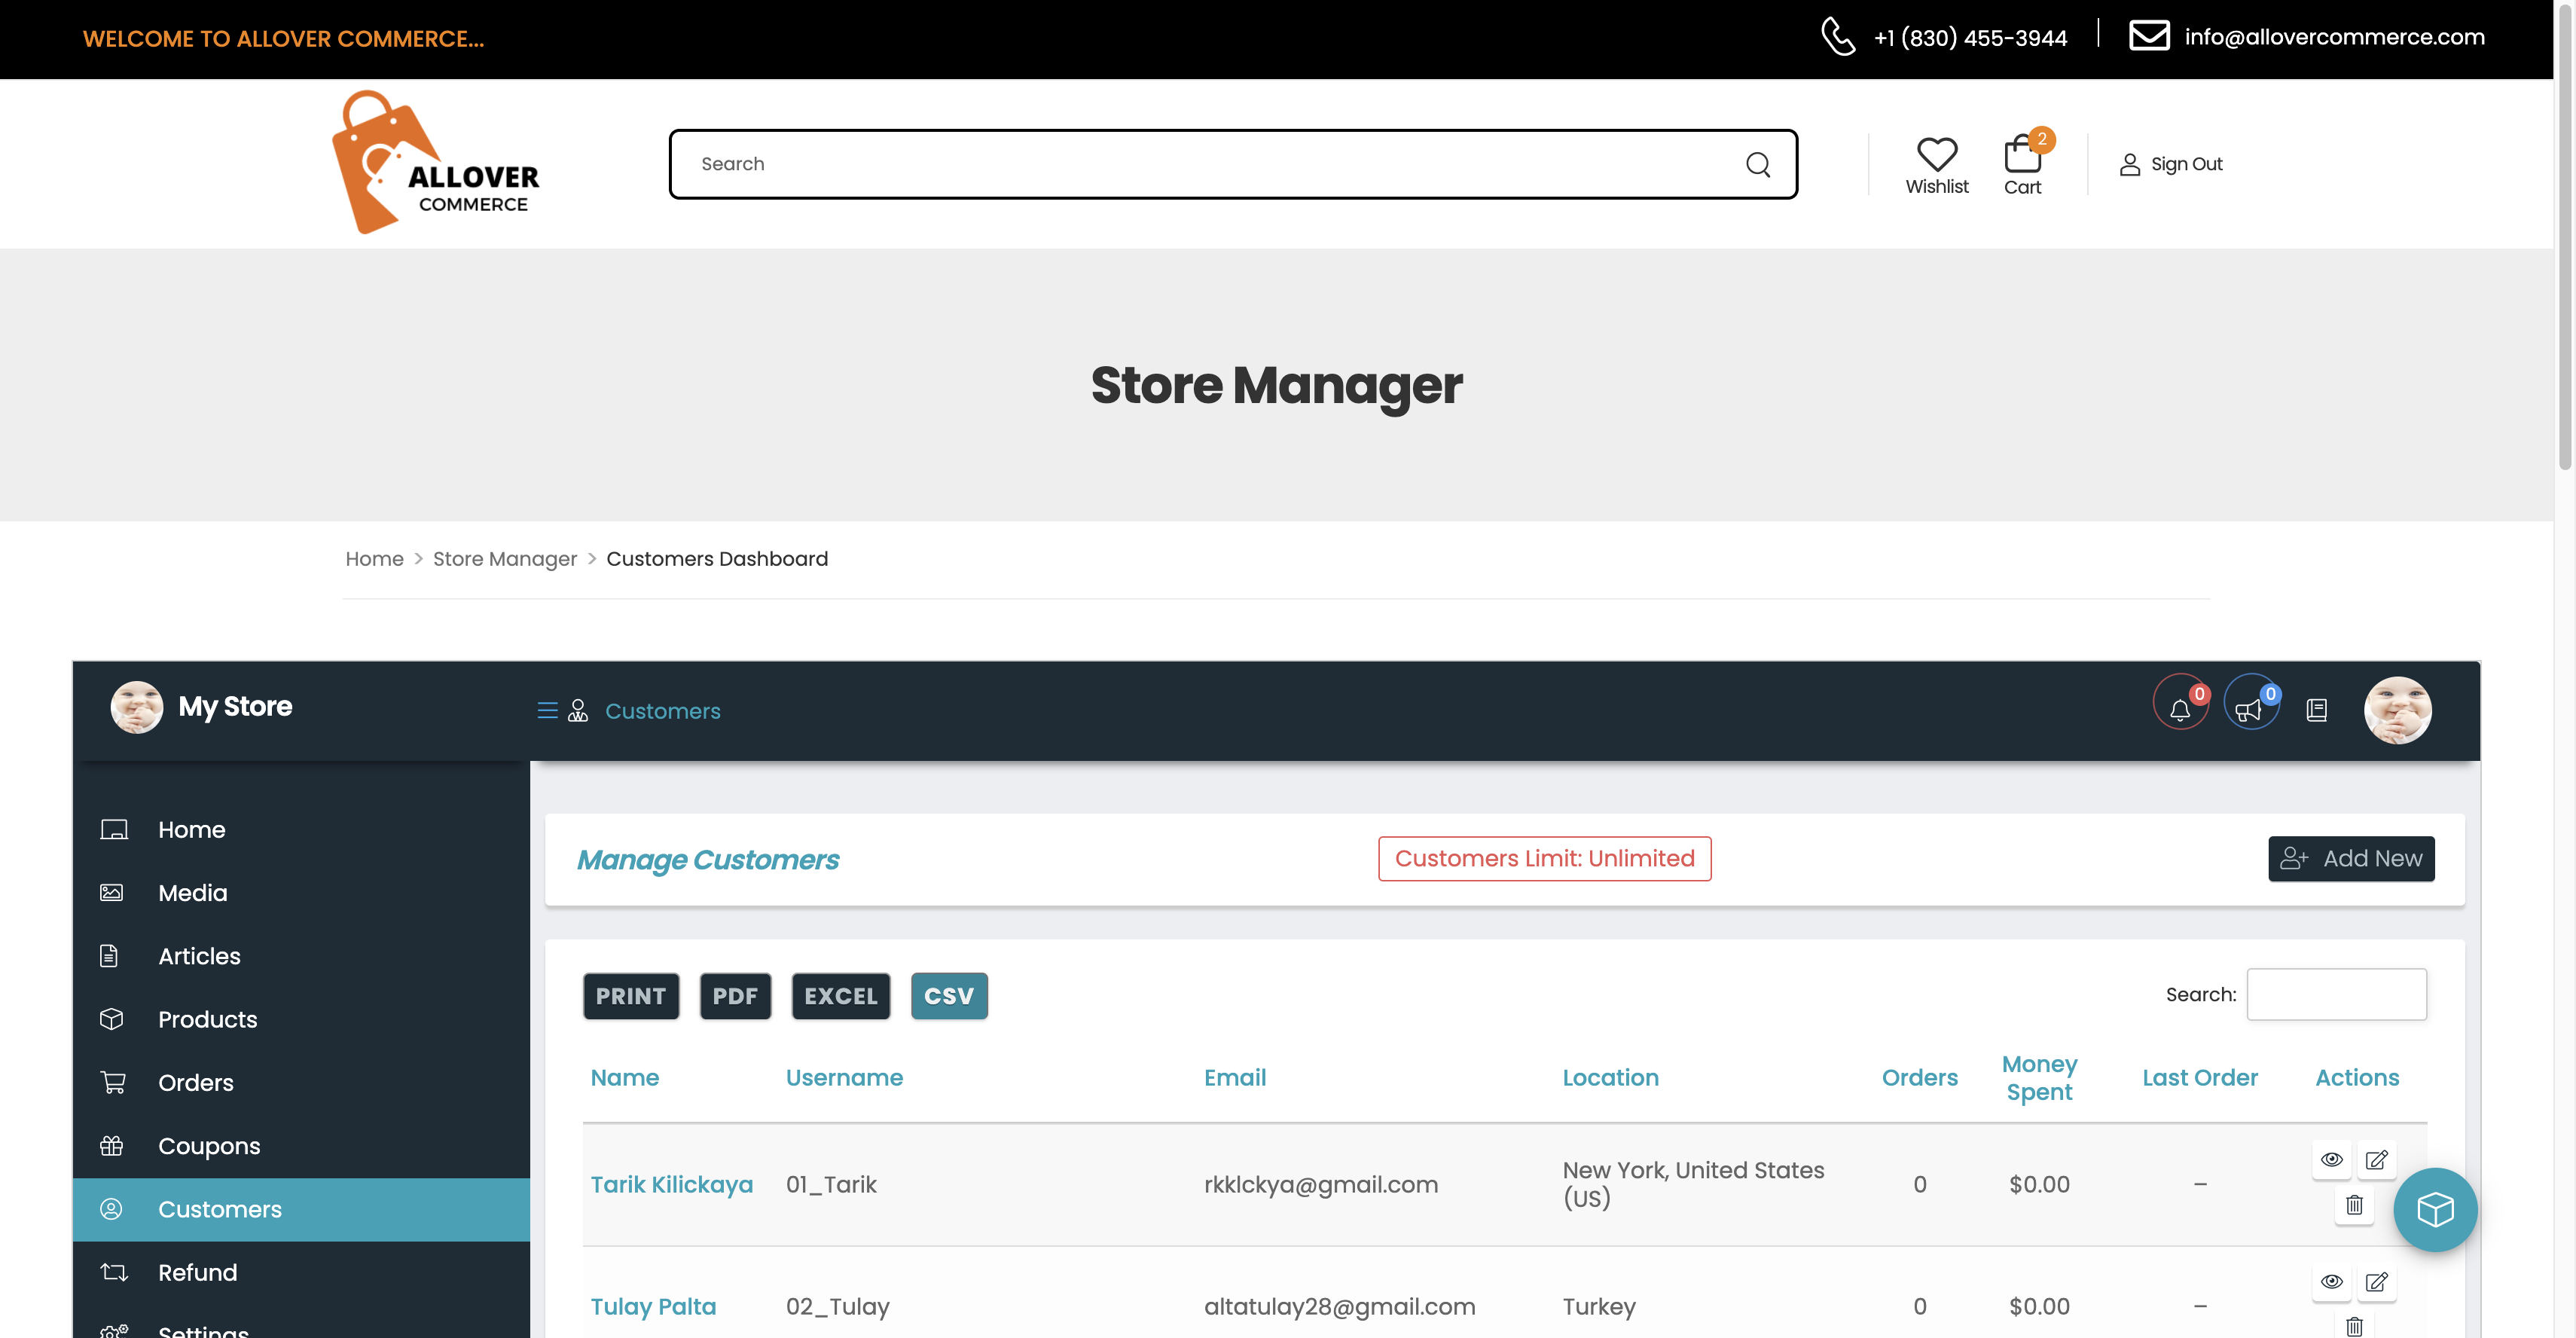 WELCOME TO ALLOVER COMMERCE...
+1 (830) 455-3944
info@allovercommerce.com
ALLOVER
COMMERCE
Search
Wishlist
2
Cart
Sign Out
Store Manager
Home > Store Manager > Customers Dashboard
My Store
Customers
0
0
Home
Media
Articles
Products
Orders
Coupons
Customers
Refund
Settings
Manage Customers
Customers Limit: Unlimited
Add New
PRINT PDF EXCEL CSV
Search:
Name Username Email Location Orders Money Spent Last Order Actions
Tarik Kilickaya 01_Tarik rkklckya@gmail.com New York, United States (US) 0 $0.00 –
Tulay Palta 02_Tulay altatulay28@gmail.com Turkey 0 $0.00 –